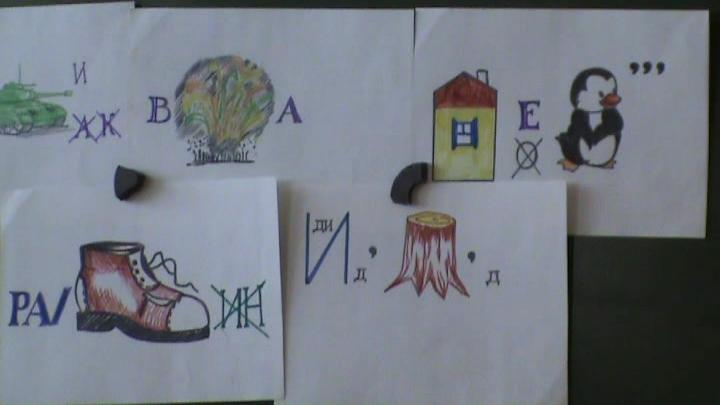 И
ЖК
В А
Е
О
,,,
РА/ ИН
И
ДИ
д ’ ’ д